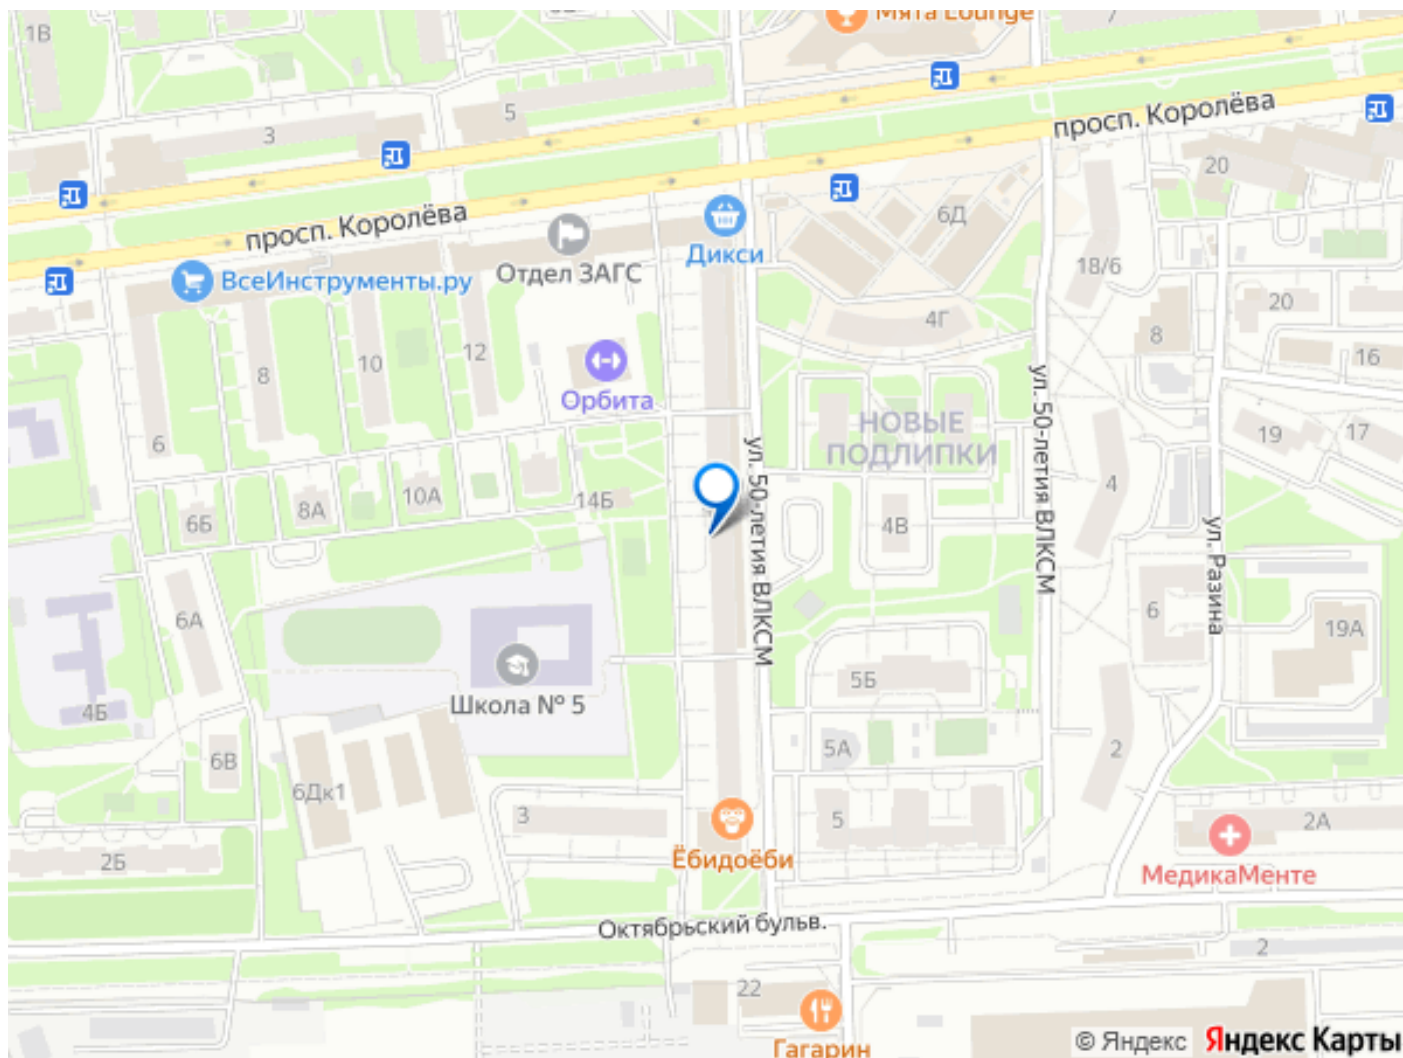 1В
Мята Lounge
7
5
3
просп. Королёва
20
просп. Королёва
6Д
Отдел ЗАГС
Дикси
ВсеИнструменты.ру
18/6
20
4Г
8
16
12
10
8
Орбита
6
НОВЫЕ
ПОДЛИПКИ
ул. 50-летия ВЛКСМ
ул. 50-летия ВЛКСМ
19
17
4
10А
14Б
8А
6Б
4В
ул. Разина
6А
6
19А
4Б
Школа № 5
5Б
5А
2
6В
6Дк1
3
5
2А
2Б
Ёбидоёби
МедикаМенте
Октябрьский бульв.
2
22
Гагарин
© Яндекс Яндекс Карты